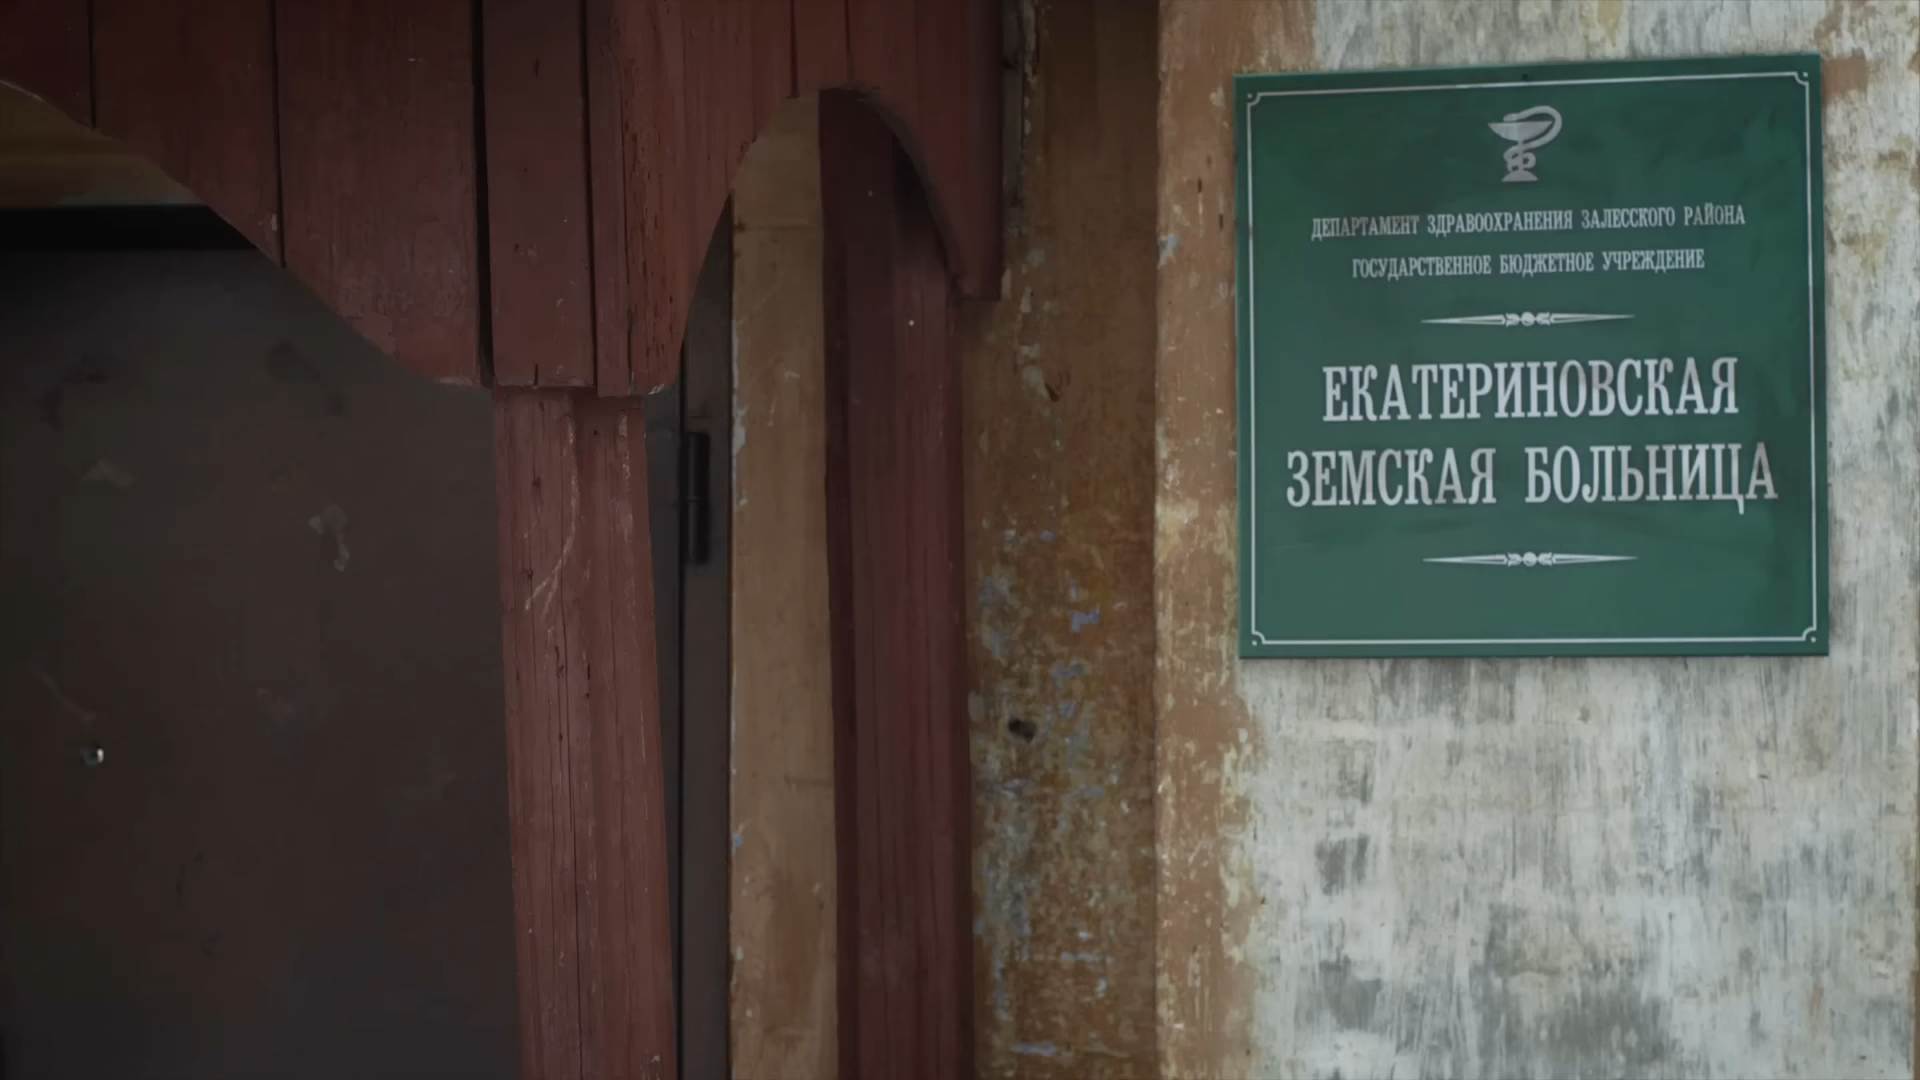 ДЕПАРТАМЕНТ ЗДРАВООХРАНЕНИЯ ЗАЛЕССКОГО РАЙОНА
ГОСУДАРСТВЕННОЕ БЮДЖЕТНОЕ УЧРЕЖДЕНИЕ
ЕКАТЕРИНОВСКАЯ
ЗЕМСКАЯ БОЛЬНИЦА